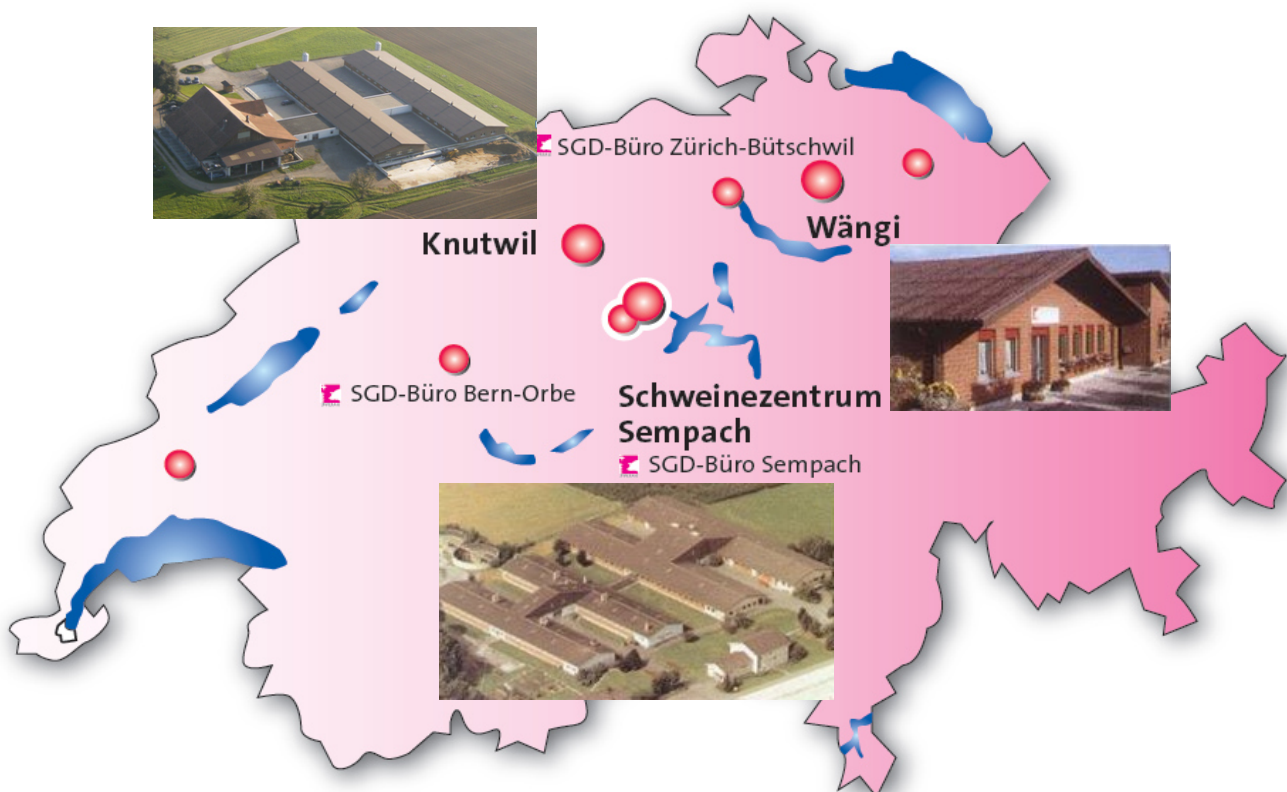 SGD-Büro Zürich-Bütschwil
Wängi
Knutwil
SGD-Büro Bern-Orbe
Schweinezentrum
Sempach
SGD-Büro Sempach